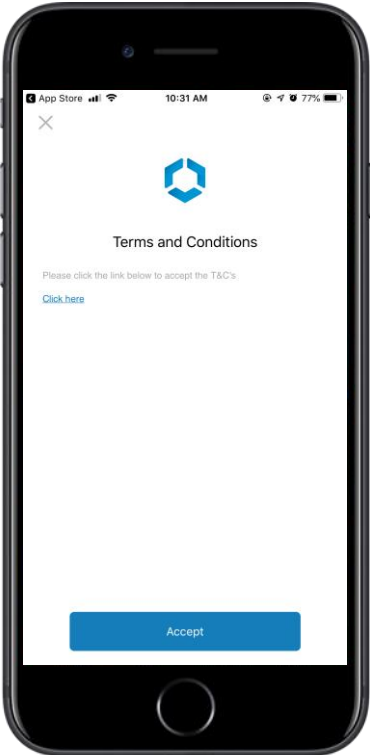 App Store 10:31 AM 77%
Terms and Conditions
Please click the link below to accept the T&C's
Click here
Accept